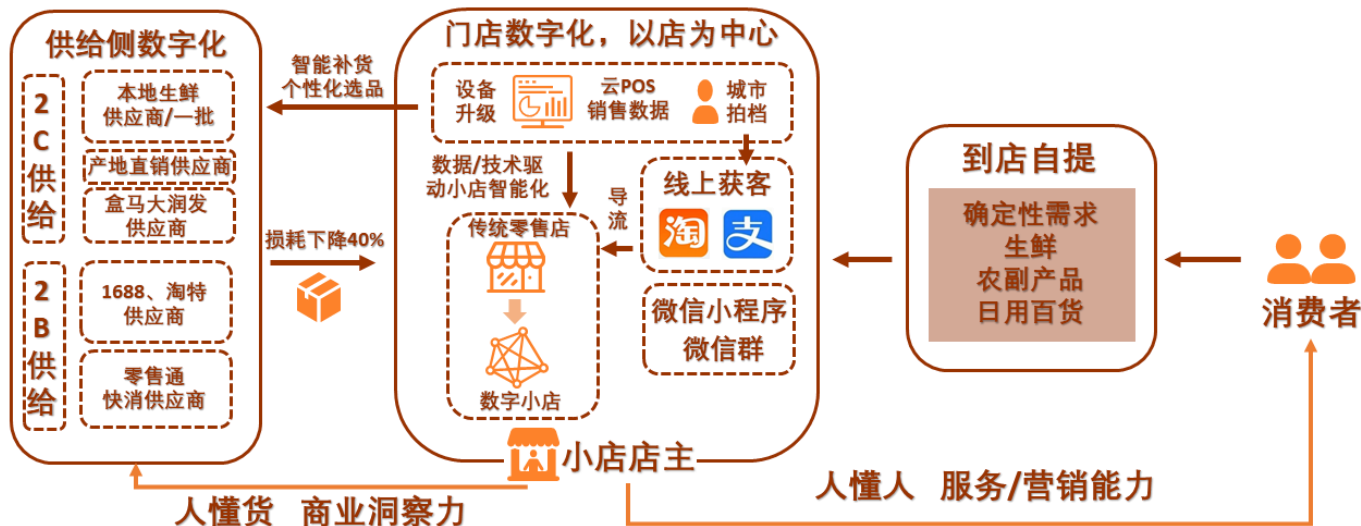 供给侧数字化
2C供给
本地生鲜
供应商/一批
产地直销供应商
盒马大润发
供应商
2B供给
1688、淘特
供应商
零售通
快消供应商
智能补货
个性化选品
损耗下降40%
门店数字化，以店为中心
设备
升级
云POS
销售数据
城市
拍档
数据/技术驱
动小店智能化
导流
线上获客
淘
支
传统零售店
数字小店
微信小程序
微信群
小店店主
到店自提
确定性需求
生鲜
农副产品
日用百货
消费者
人懂货 商业洞察力
人懂人 服务/营销能力